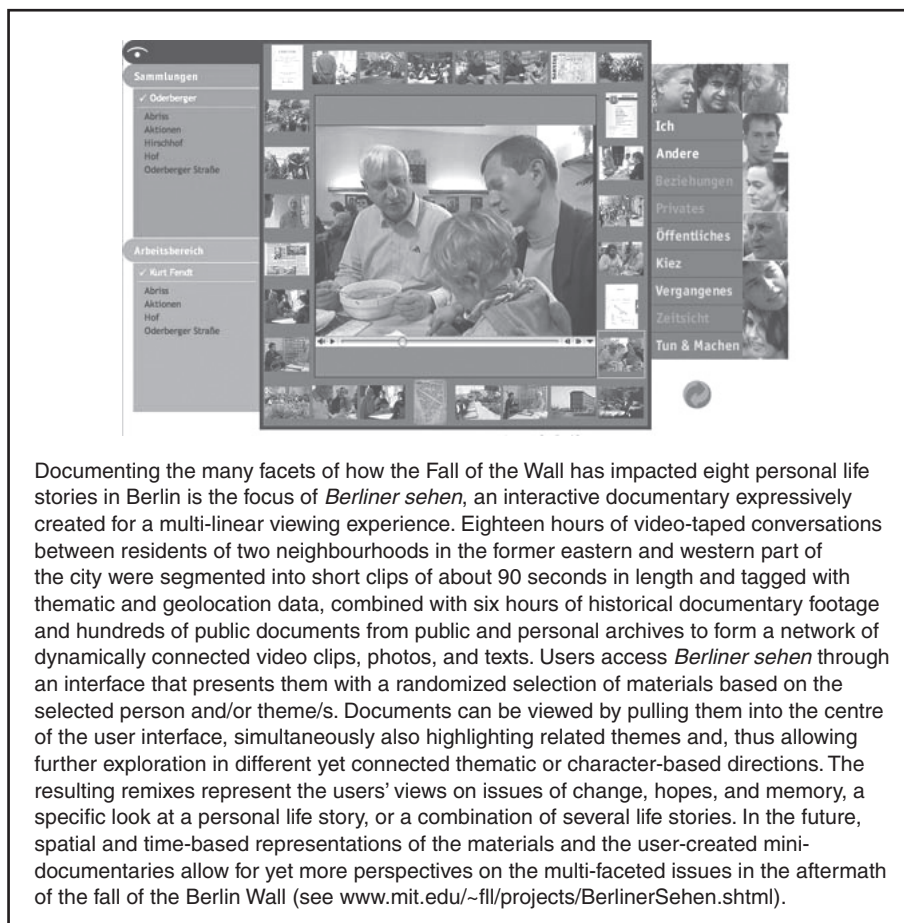 Sammlungen
✓ Oderberger
Abriss
Aktionen
Hirschhof
Hof
Oderberger Straße
Arbeitsbereich
✓ Kurt Fendt
Abriss
Aktionen
Hof
Oderberger Straße
Ich
Andere
Beziehungen
Privates
Öffentliches
Kiez
Vergangenes
Zeitsicht
Tun & Machen
Documenting the many facets of how the Fall of the Wall has impacted eight personal life
stories in Berlin is the focus of Berliner sehen, an interactive documentary expressively
created for a multi-linear viewing experience. Eighteen hours of video-taped conversations
between residents of two neighbourhoods in the former eastern and western part of
the city were segmented into short clips of about 90 seconds in length and tagged with
thematic and geolocation data, combined with six hours of historical documentary footage
and hundreds of public documents from public and personal archives to form a network of
dynamically connected video clips, photos, and texts. Users access Berliner sehen through
an interface that presents them with a randomized selection of materials based on the
selected person and/or theme/s. Documents can be viewed by pulling them into the centre
of the user interface, simultaneously also highlighting related themes and, thus allowing
further exploration in different yet connected thematic or character-based directions. The
resulting remixes represent the users' views on issues of change, hopes, and memory, a
specific look at a personal life story, or a combination of several life stories. In the future,
spatial and time-based representations of the materials and the user-created mini-
documentaries allow for yet more perspectives on the multi-faceted issues in the aftermath
of the fall of the Berlin Wall (see www.mit.edu/~fll/projects/BerlinerSehen.shtml).